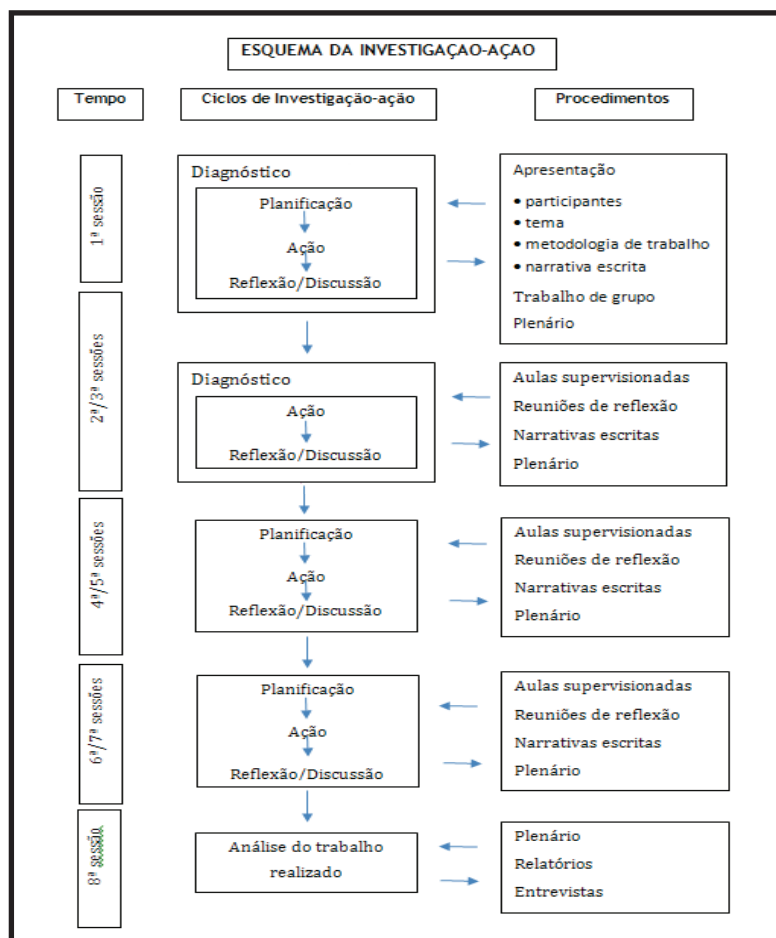 ESQUEMA DA INVESTIGAÇAO-AÇAO
Tempo
Ciclos de Investigação-ação
Procedimentos
1ª sessão
Diagnóstico
Planificação
Ação
Reflexão/Discussão
Apresentação
• participantes
• tema
• metodologia de trabalho
• narrativa escrita
Trabalho de grupo
Plenário
2ª/3ª sessões
Diagnóstico
Ação
Reflexão/Discussão
Aulas supervisionadas
Reuniões de reflexão
Narrativas escritas
Plenário
4ª/5ª sessões
Planificação
Ação
Reflexão/Discussão
Aulas supervisionadas
Reuniões de reflexão
Narrativas escritas
Plenário
6ª/7ª sessões
Planificação
Ação
Reflexão/Discussão
Aulas supervisionadas
Reuniões de reflexão
Narrativas escritas
Plenário
8ª sessão
Análise do trabalho
realizado
Plenário
Relatórios
Entrevistas